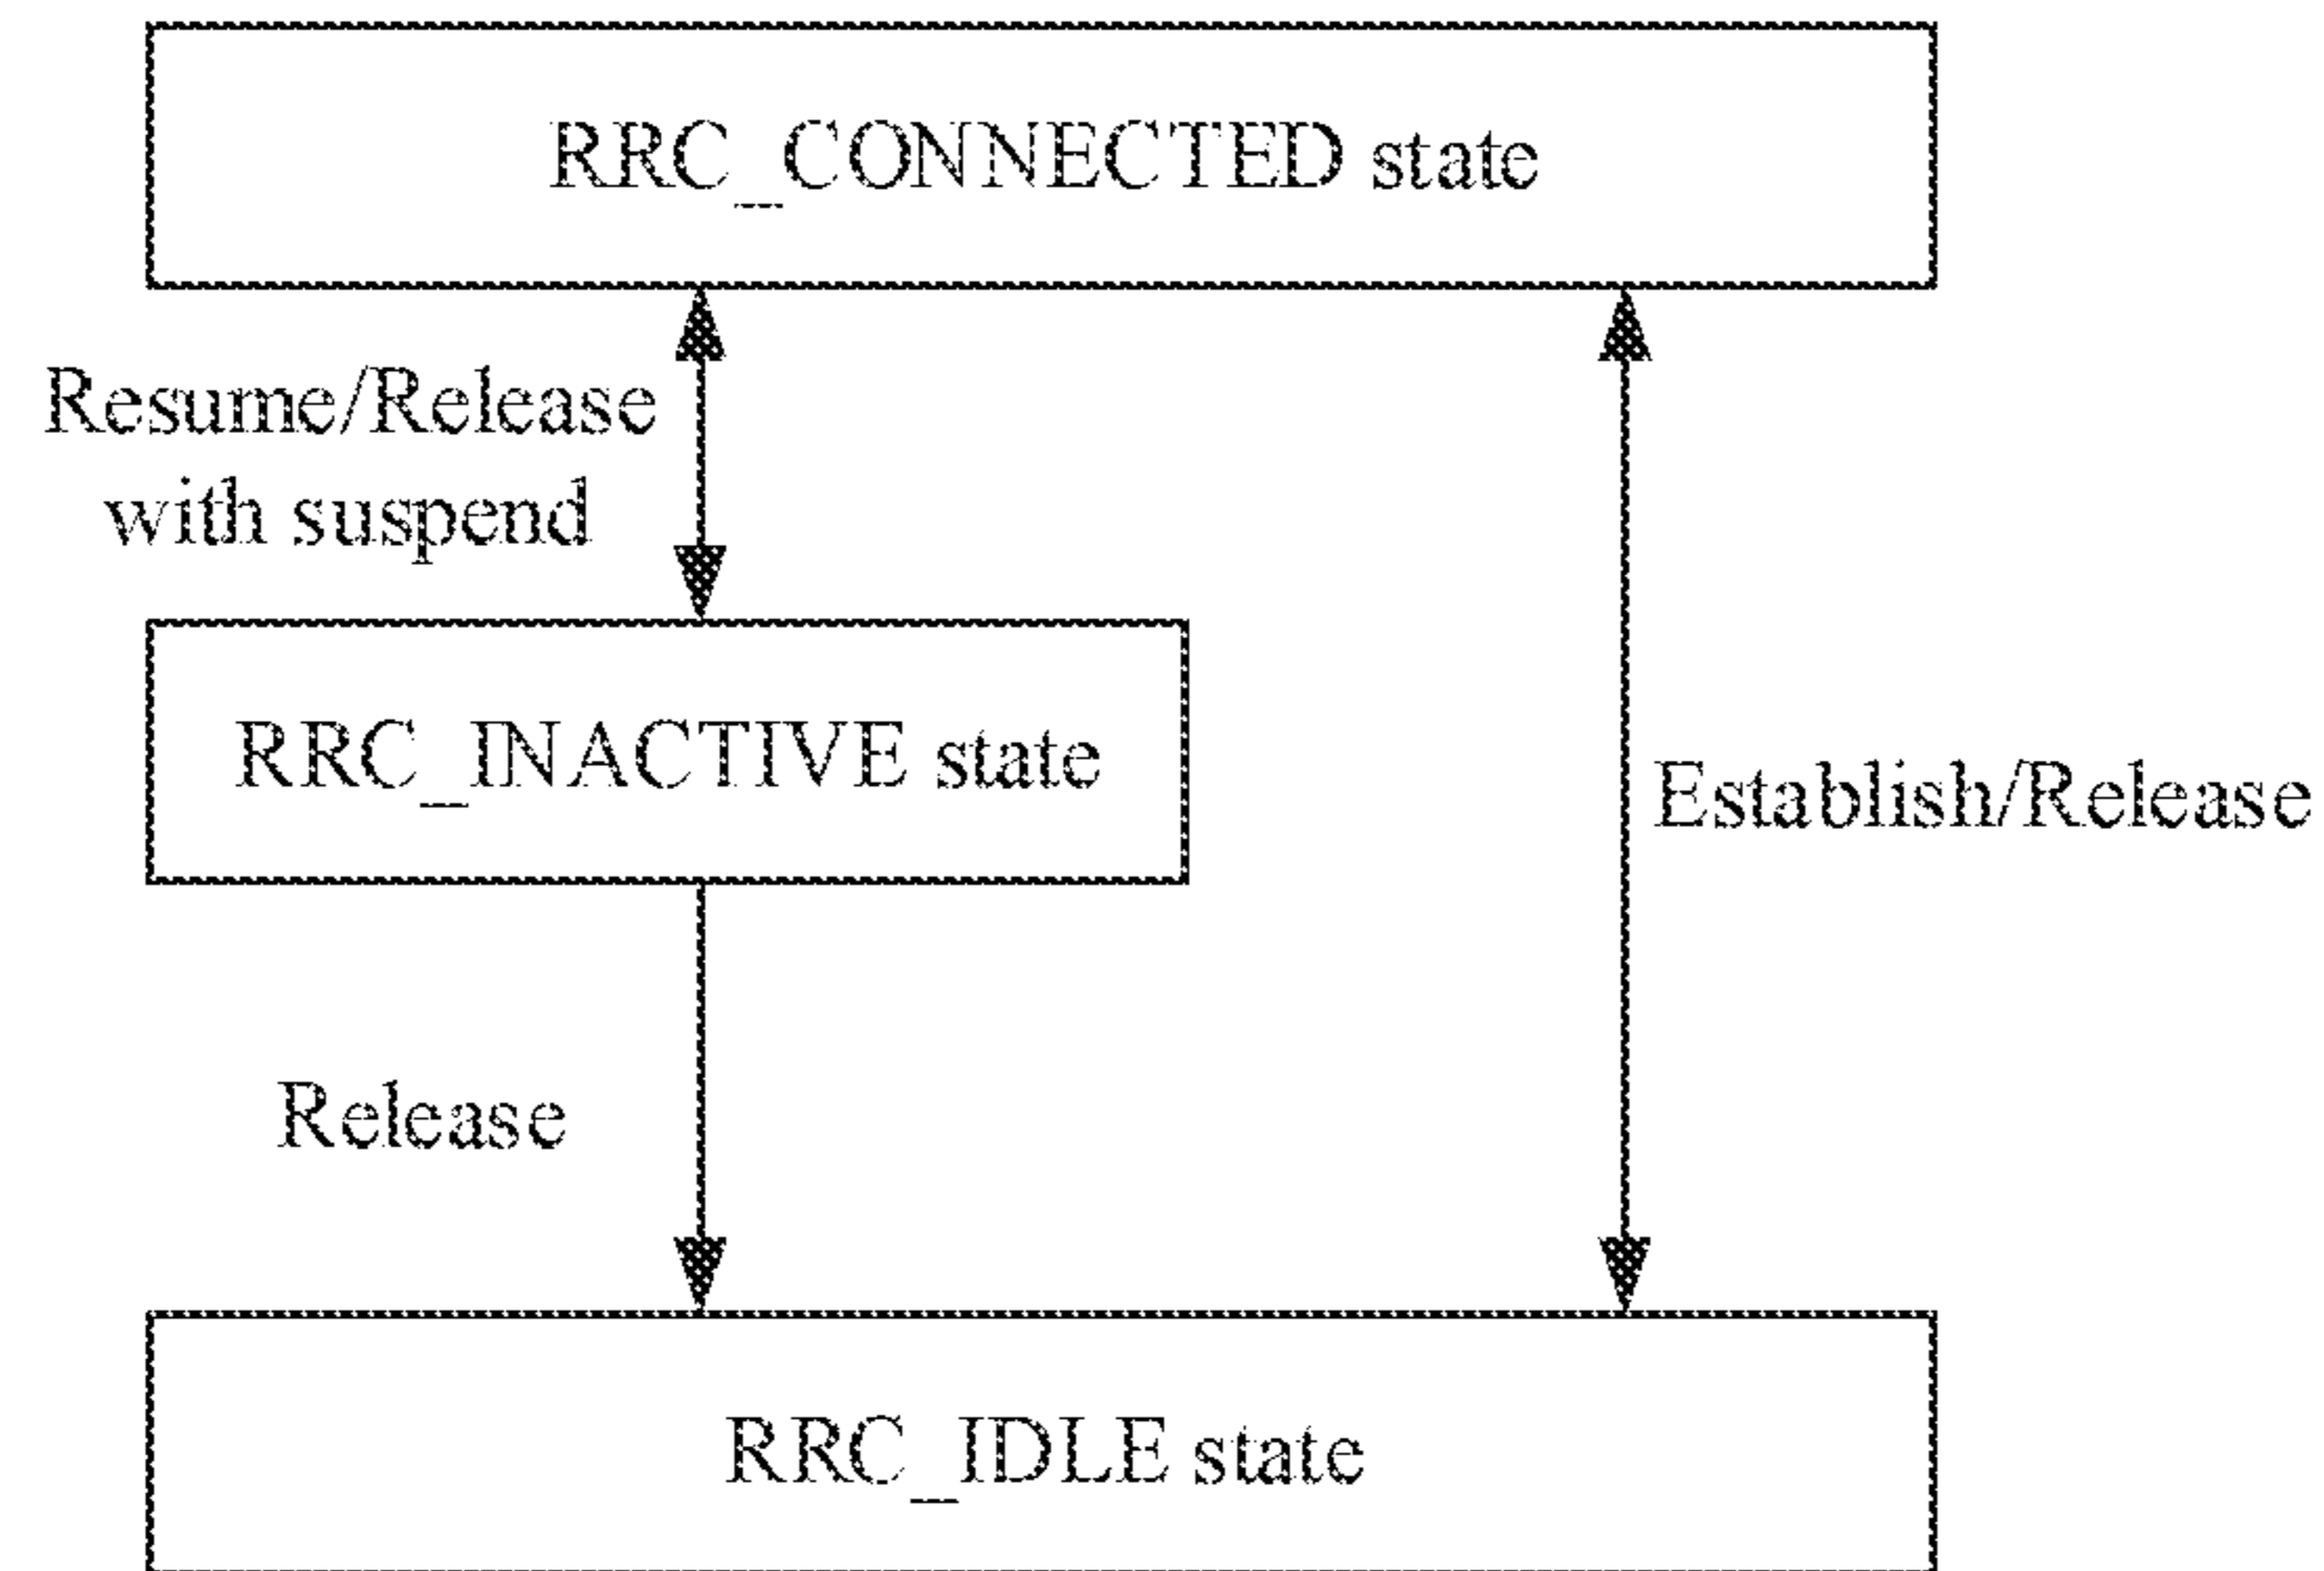 RRC_CONNECTED state
Resume/Release
with suspend
RRC_INACTIVE state
Establish/Release
Release
RRC_IDLE state